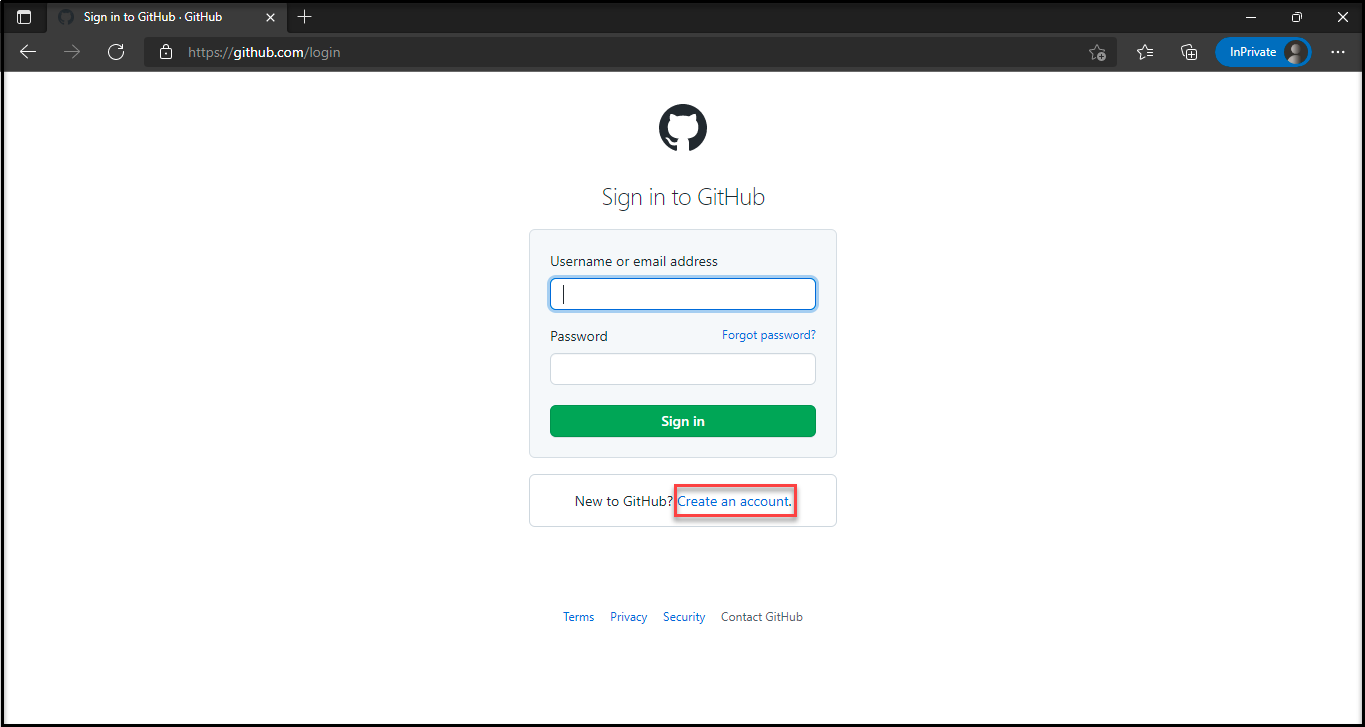 Sign in to GitHub · GitHub
https://github.com/login
InPrivate
Sign in to GitHub
Username or email address
Password
Forgot password?
Sign in
New to GitHub? Create an account.
Terms Privacy Security Contact GitHub